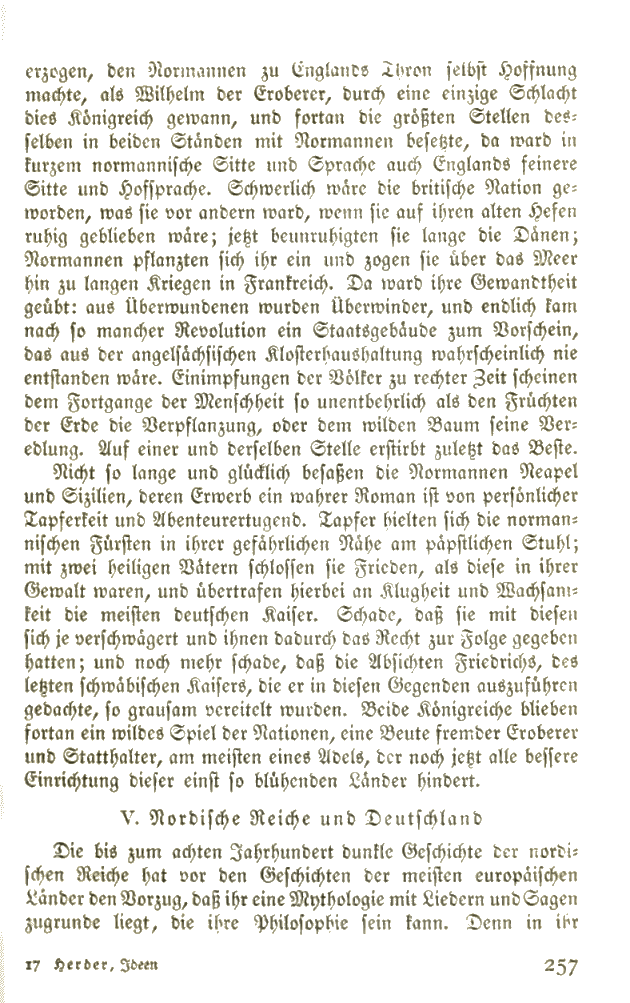 erzogen, den Normannen zu Englands Thron selbst Hoffnung
machte, als Wilhelm der Eroberer, durch eine einzige Schlacht
dies Königreich gewann, und fortan die größten Stellen des-
selben in beiden Ständen mit Normannen besetzte, da ward in
kurzem normannische Sitte und Sprache auch Englands feinere
Sitte und Hofsprache. Schwerlich wäre die britische Nation ge-
worden, was sie vor andern ward, wenn sie auf ihren alten Hefen
ruhig geblieben wäre; jetzt beunruhigten sie lange die Dänen;
Normannen pflanzten sich ihr ein und zogen sie über das Meer
hin zu langen Kriegen in Frankreich. Da ward ihre Gewandtheit
geübt: aus Überwundenen wurden Überwinder, und endlich kam
nach so mancher Revolution ein Staatsgebäude zum Vorschein,
das aus der angelsächsischen Klosterhaushaltung wahrscheinlich nie
entstanden wäre. Einimpfungen der Völker zu rechter Zeit scheinen
dem Fortgange der Menschheit so unentbehrlich als den Früchten
der Erde die Verpflanzung, oder dem wilden Baum seine Ver-
edlung. Auf einer und derselben Stelle erstirbt zuletzt das Beste.
Nicht so lange und glücklich besaßen die Normannen Neapel
und Sizilien, deren Erwerb ein wahrer Roman ist von persönlicher
Tapferkeit und Abenteurertugend. Tapfer hielten sich die norman-
nischen Fürsten in ihrer gefährlichen Nähe am päpstlichen Stuhl;
mit zwei heiligen Vätern schlossen sie Frieden, als diese in ihrer
Gewalt waren, und übertrafen hierbei an Klugheit und Wachsam-
keit die meisten deutschen Kaiser. Schade, daß sie mit diesen
sich je verschwägert und ihnen dadurch das Recht zur Folge gegeben
hatten; und noch mehr schade, daß die Absichten Friedrichs, des
letzten schwäbischen Kaisers, die er in diesen Gegenden auszuführen
gedachte, so grausam vereitelt wurden. Beide Königreiche blieben
fortan ein wildes Spiel der Nationen, eine Beute fremder Eroberer
und Statthalter, am meisten eines Adels, der noch jetzt alle bessere
Einrichtung dieser einst so blühenden Länder hindert.
V. Nordische Reiche und Deutschland
Die bis zum achten Jahrhundert dunkle Geschichte der nordi-
schen Reiche hat vor den Geschichten der meisten europäischen
Länder den Vorzug, daß ihr eine Mythologie mit Liedern und Sagen
zugrunde liegt, die ihre Philosophie sein kann. Denn in ihr
17 Herder, Ideen 257